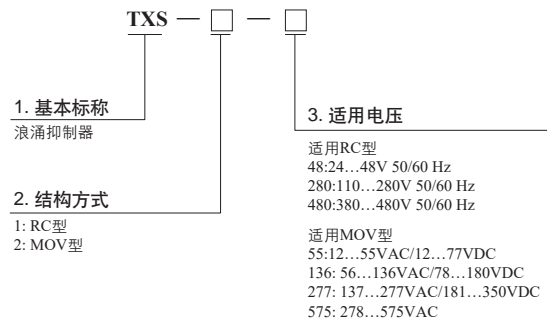 TXS — □ — □
1. 基本标称
浪涌抑制器
2. 结构方式
1: RC型
2: MOV型
3. 适用电压
适用RC型
48:24…48V 50/60 Hz
280:110…280V 50/60 Hz
480:380…480V 50/60 Hz
适用MOV型
55:12…55VAC/12…77VDC
136: 56…136VAC/78…180VDC
277: 137…277VAC/181…350VDC
575: 278…575VAC